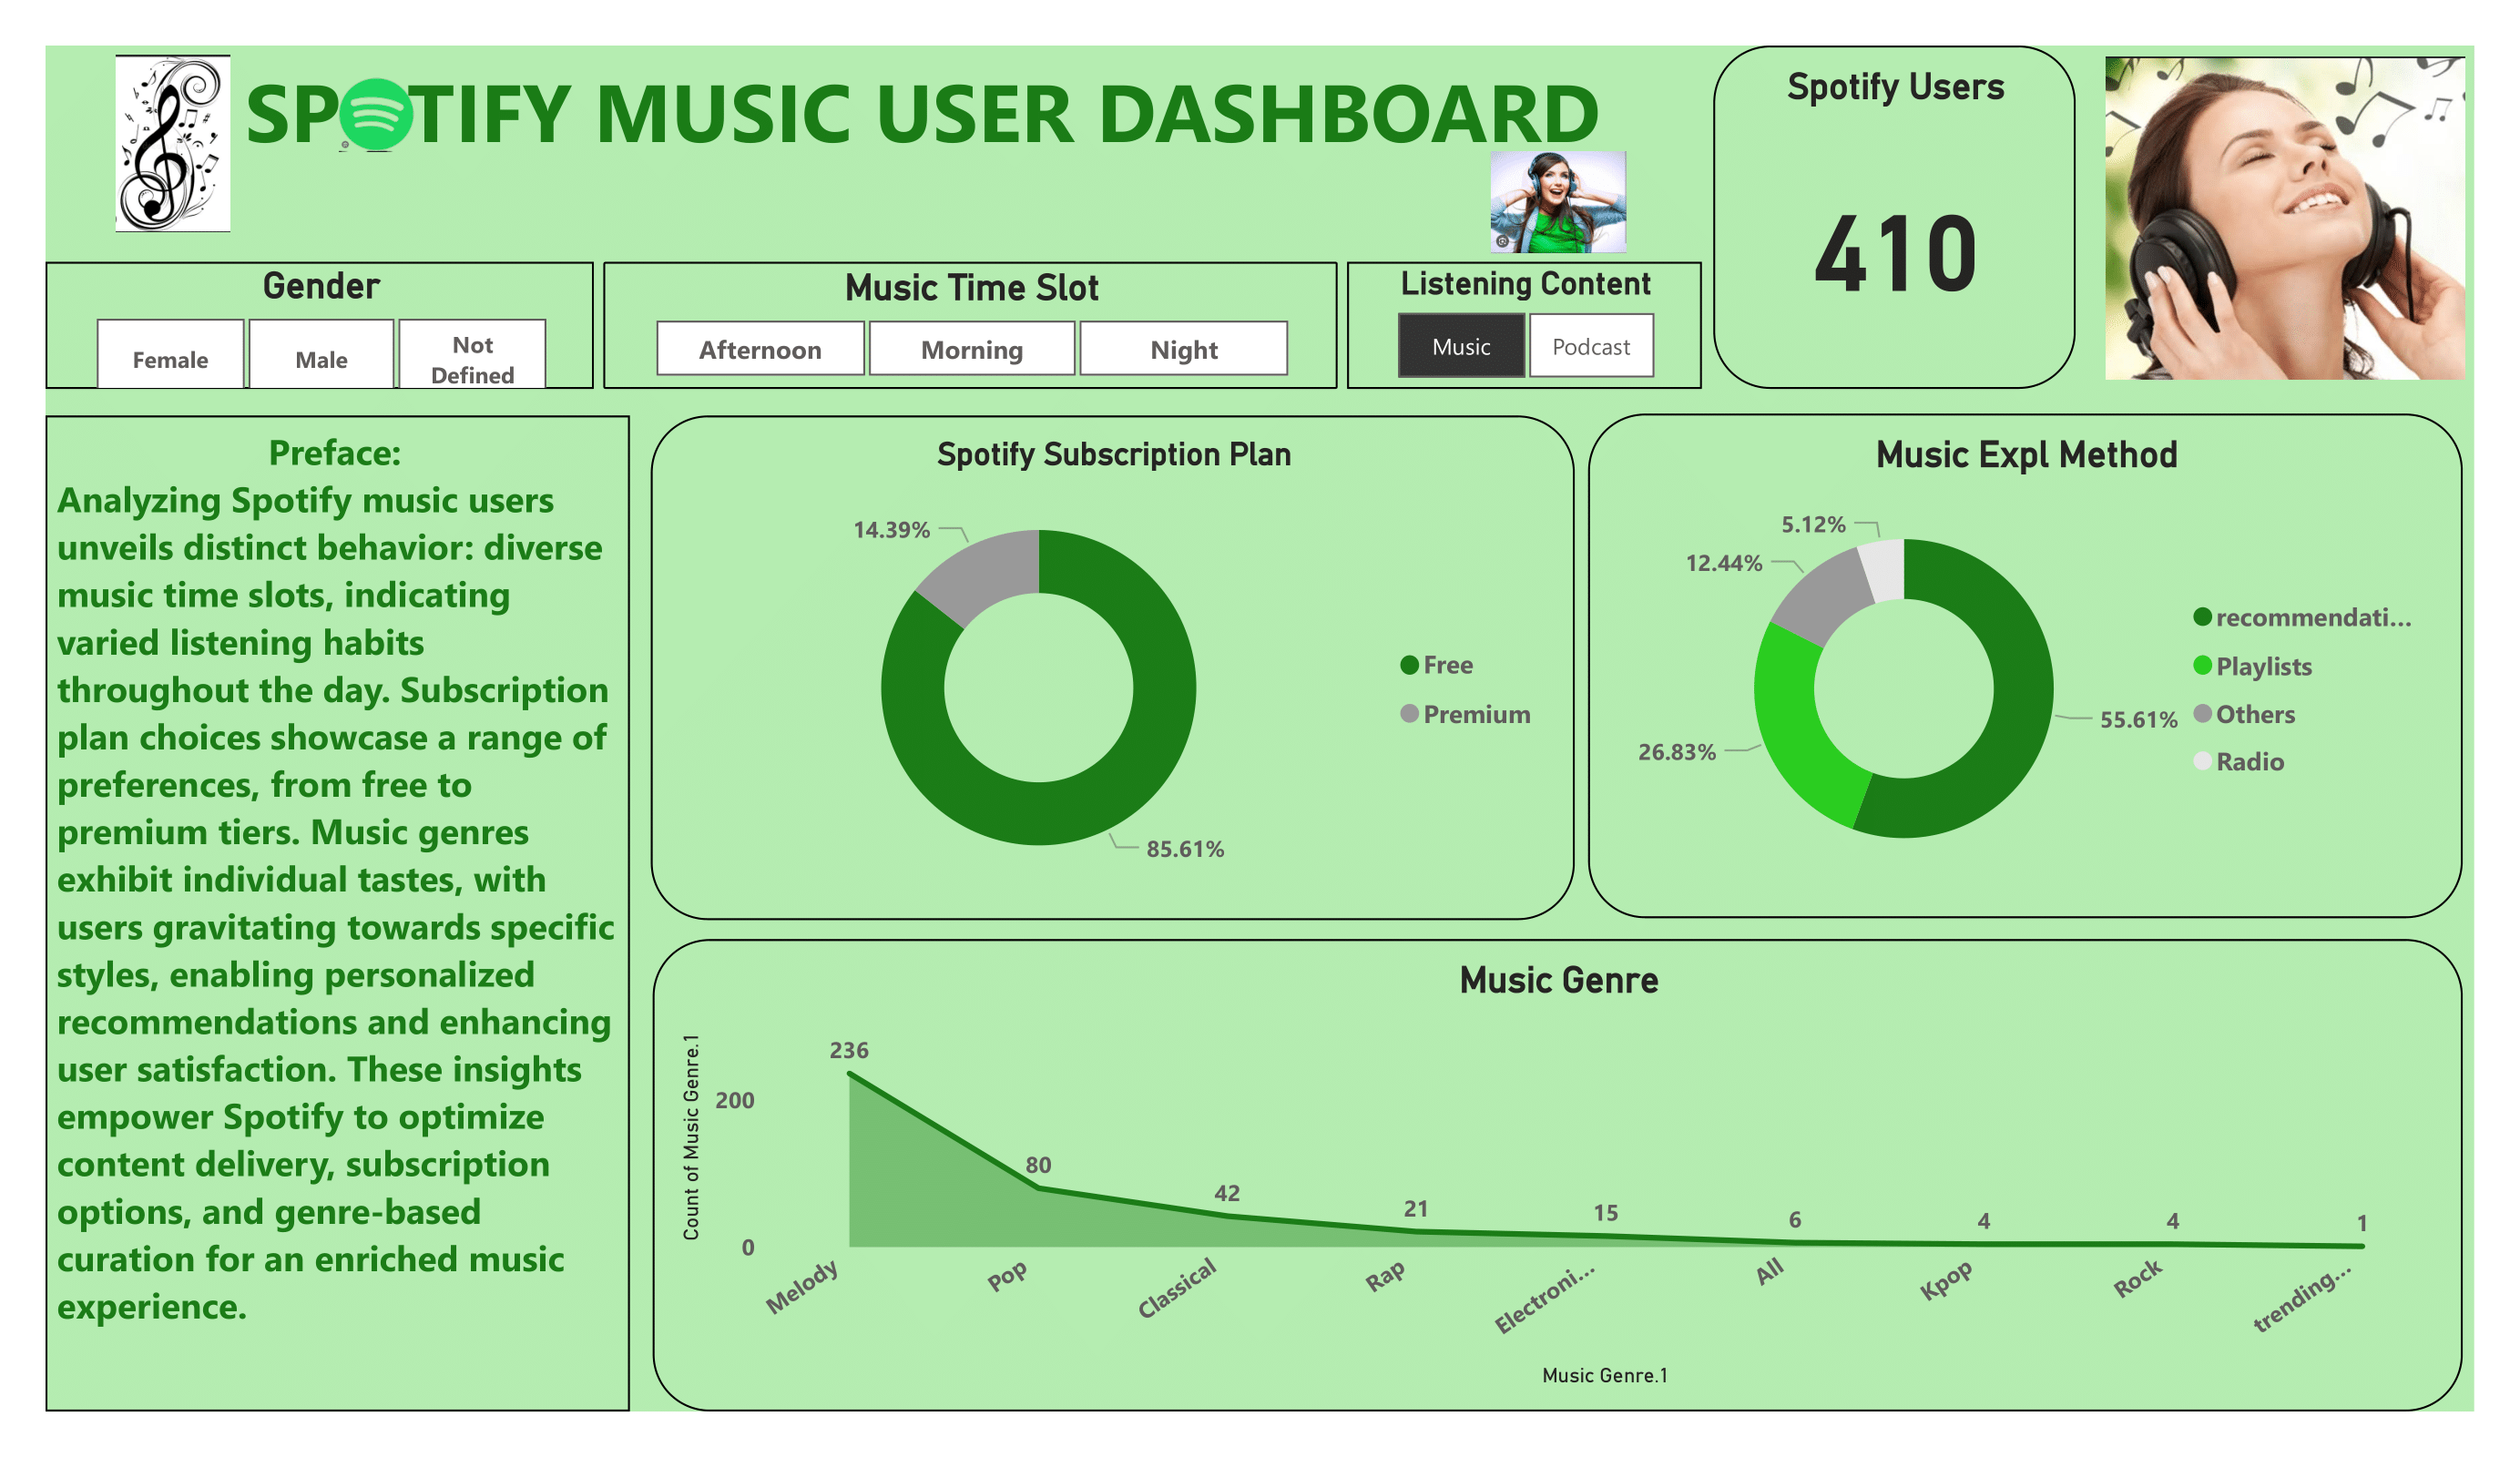 SPOTIFY MUSIC USER DASHBOARD
Spotify Users
410
Gender
Female
Male
Not
Defined
Music Time Slot
Afternoon
Morning
Night
Listening Content
Music
Podcast
Preface:
Analyzing Spotify music users
unveils distinct behavior: diverse
music time slots, indicating
varied listening habits
throughout the day. Subscription
plan choices showcase a range of
preferences, from free to
premium tiers. Music genres
exhibit individual tastes, with
users gravitating towards specific
styles, enabling personalized
recommendations and enhancing
user satisfaction. These insights
empower Spotify to optimize
content delivery, subscription
options, and genre-based
curation for an enriched music
experience.
Spotify Subscription Plan
14.39%
85.61%
Free
Premium
Music Expl Method
5.12%
12.44%
26.83%
55.61%
recommendati...
Playlists
Others
Radio
Music Genre
Count of Music Genre.1
200
0
236
80
42
21
15
6
4
4
1
Melody
Pop
Classical
Rap
Electroni...
All
Kpop
Rock
trending...
Music Genre.1